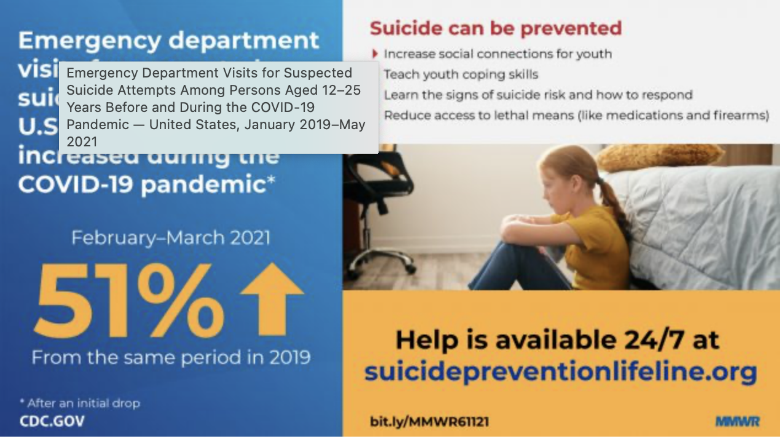 Emergency department
visi
suic
U.S
increased during the
COVID-19 pandemic*
Emergency Department Visits for Suspected
Suicide Attempts Among Persons Aged 12–25
Years Before and During the COVID-19
Pandemic — United States, January 2019–May
2021
February–March 2021
51%
From the same period in 2019
* After an initial drop
CDC.GOV
Suicide can be prevented
Increase social connections for youth
Teach youth coping skills
Learn the signs of suicide risk and how to respond
Reduce access to lethal means (like medications and firearms)
Help is available 24/7 at
suicidepreventionlifeline.org
bit.ly/MMWR61121
MMWR